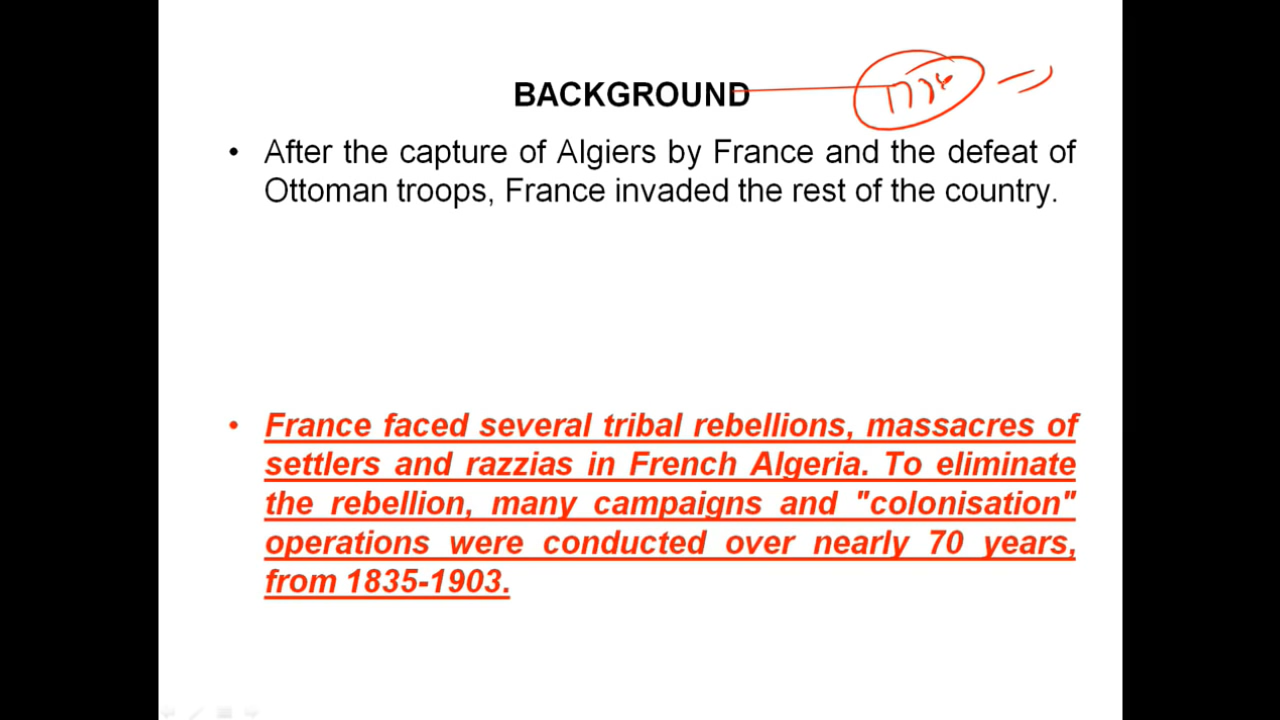 BACKGROUND
• After the capture of Algiers by France and the defeat of
Ottoman troops, France invaded the rest of the country.
• France faced several tribal rebellions, massacres of
settlers and razzias in French Algeria. To eliminate
the rebellion, many campaigns and "colonisation"
operations were conducted over nearly 70 years,
from 1835-1903.